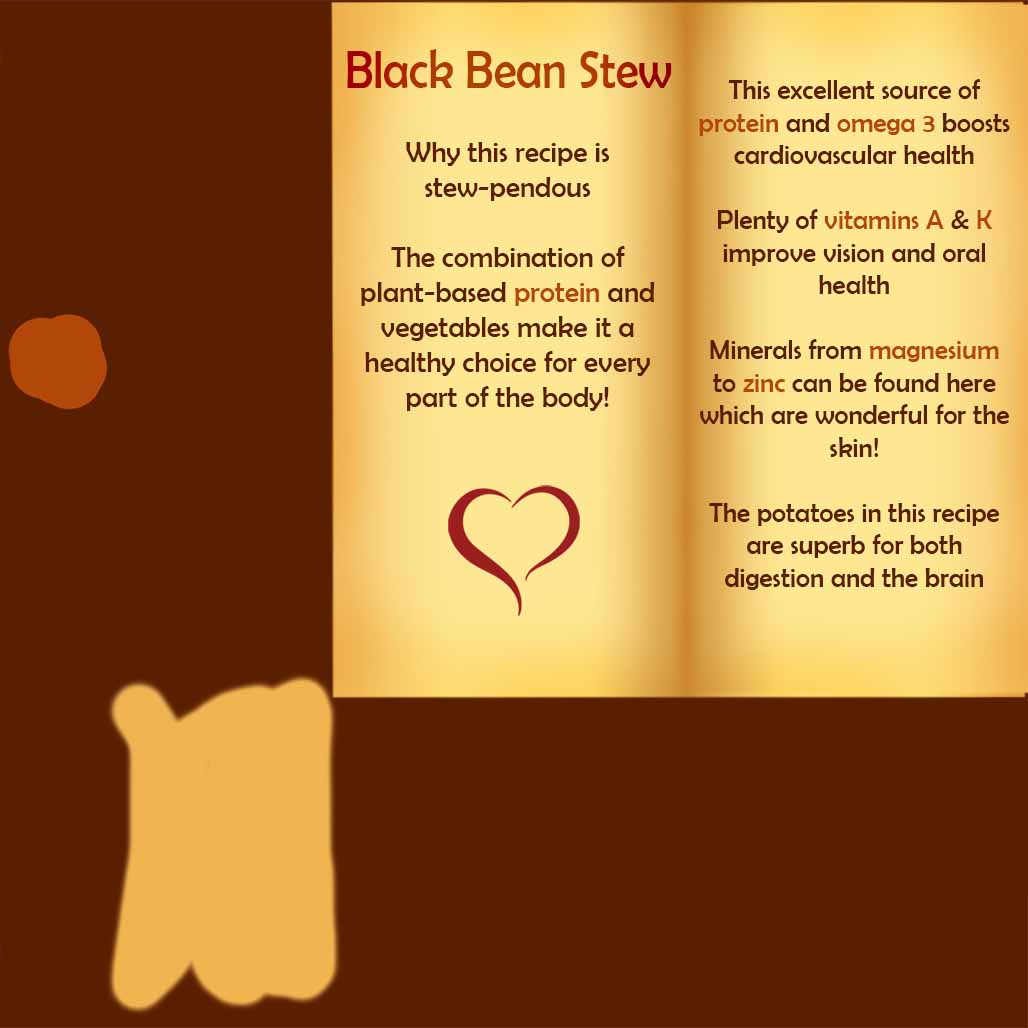 Black Bean Stew
Why this recipe is
stew-pendous
The combination of
plant-based protein and
vegetables make it a
healthy choice for every
part of the body!
This excellent source of
protein and omega 3 boosts
cardiovascular health
Plenty of vitamins A & K
improve vision and oral
health
Minerals from magnesium
to zinc can be found here
which are wonderful for the
skin!
The potatoes in this recipe
are superb for both
digestion and the brain